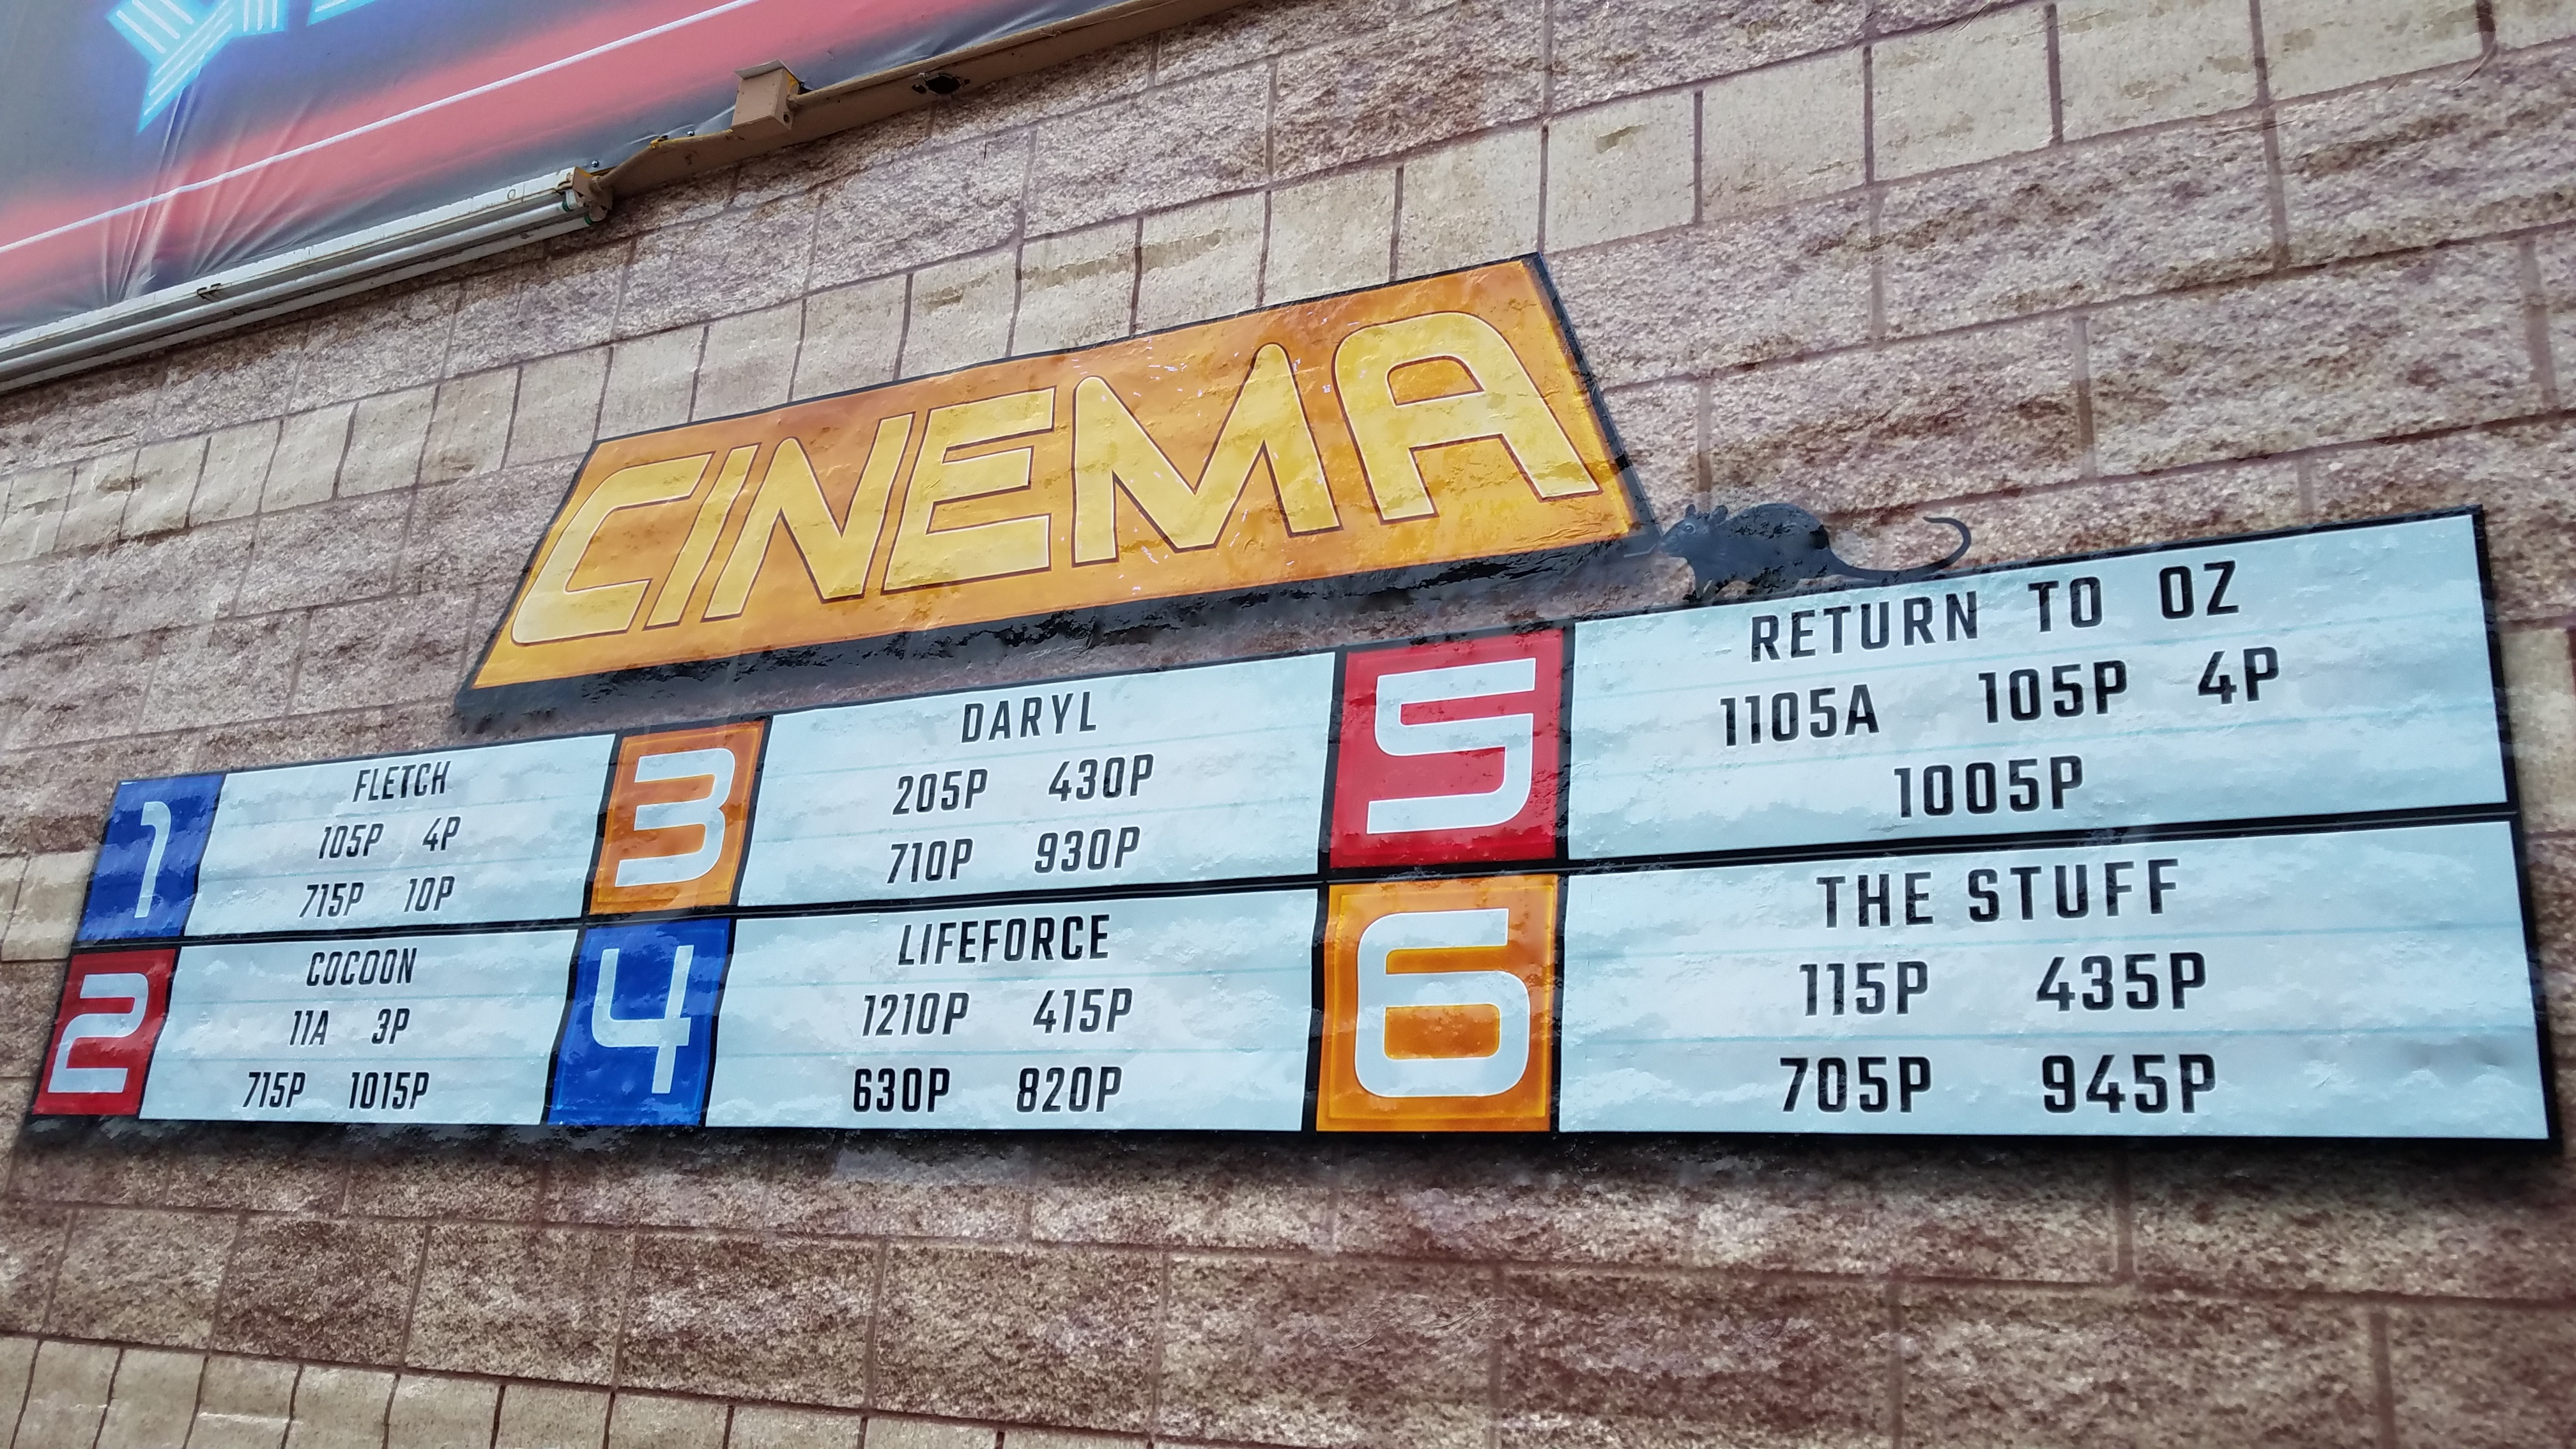 CINEMA
1
FLETCH
105P 4P
715P 10P
2
COCOON
11A 3P
715P 1015P
3
DARYL
205P 430P
710P 930P
4
LIFEFORCE
1210P 415P
630P 820P
5
RETURN TO OZ
1105A 105P 4P
1005P
6
THE STUFF
115P 435P
705P 945P